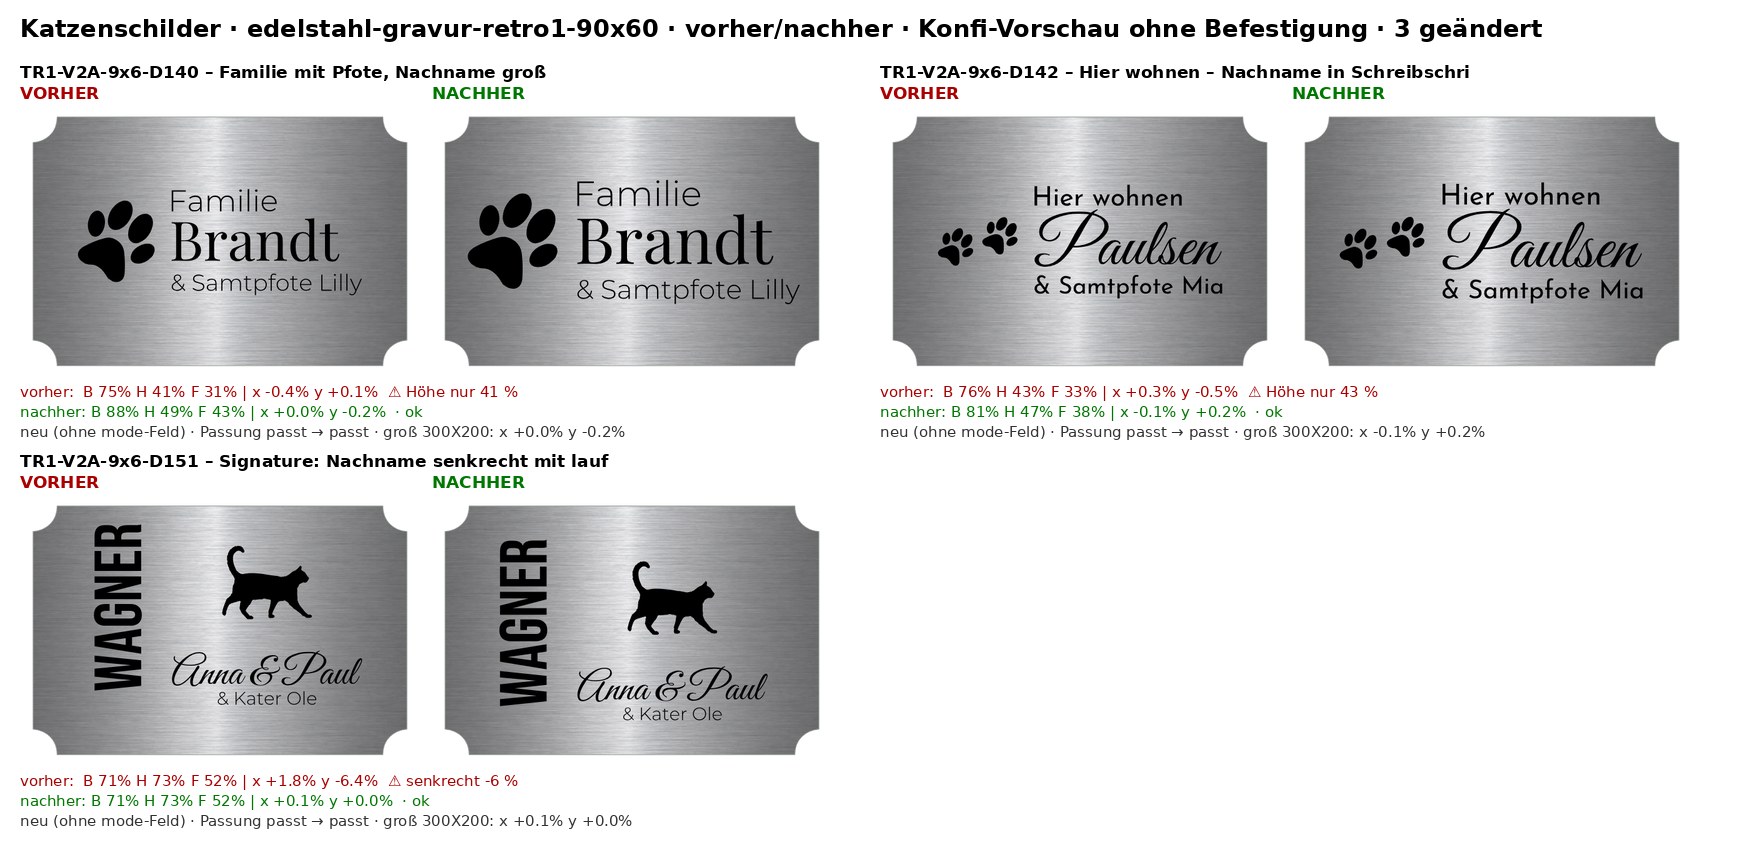 Katzenschilder · edelstahl-gravur-retro1-90x60 · vorher/nachher · Konfi-Vorschau ohne Befestigung · 3 geändert
TR1-V2A-9x6-D140 – Familie mit Pfote, Nachname groß
VORHER
NACHHER
Familie
Brandt
& Samtpfote Lilly
Familie
Brandt
& Samtpfote Lilly
vorher: B 75% H 41% F 31% | x -0.4% y +0.1% ⚠ Höhe nur 41 %
nachher: B 88% H 49% F 43% | x +0.0% y -0.2% · ok
neu (ohne mode-Feld) · Passung passt → passt · groß 300X200: x +0.0% y -0.2%
TR1-V2A-9x6-D142 – Hier wohnen – Nachname in Schreibschri
VORHER
NACHHER
Hier wohnen
Paulsen
& Samtpfote Mia
Hier wohnen
Paulsen
& Samtpfote Mia
vorher: B 76% H 43% F 33% | x +0.3% y -0.5% ⚠ Höhe nur 43 %
nachher: B 81% H 47% F 38% | x -0.1% y +0.2% · ok
neu (ohne mode-Feld) · Passung passt → passt · groß 300X200: x -0.1% y +0.2%
TR1-V2A-9x6-D151 – Signature: Nachname senkrecht mit lauf
VORHER
NACHHER
WAGNER
Anna & Paul
& Kater Ole
WAGNER
Anna & Paul
& Kater Ole
vorher: B 71% H 73% F 52% | x +1.8% y -6.4% ⚠ senkrecht -6 %
nachher: B 71% H 73% F 52% | x +0.1% y +0.0% · ok
neu (ohne mode-Feld) · Passung passt → passt · groß 300X200: x +0.1% y +0.0%